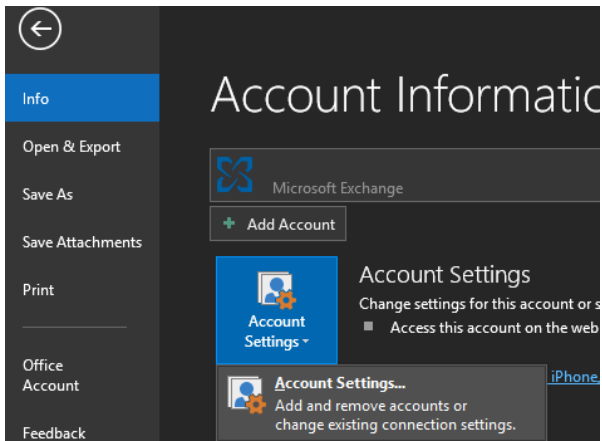 Info
Open & Export
Save As
Save Attachments
Print
Office
Account
Feedback
Account Informatio
Microsoft Exchange
+ Add Account
Account
Settings
Account Settings
Change settings for this account or s
Access this account on the web
iPhone,
Account Settings...
Add and remove accounts or
change existing connection settings.